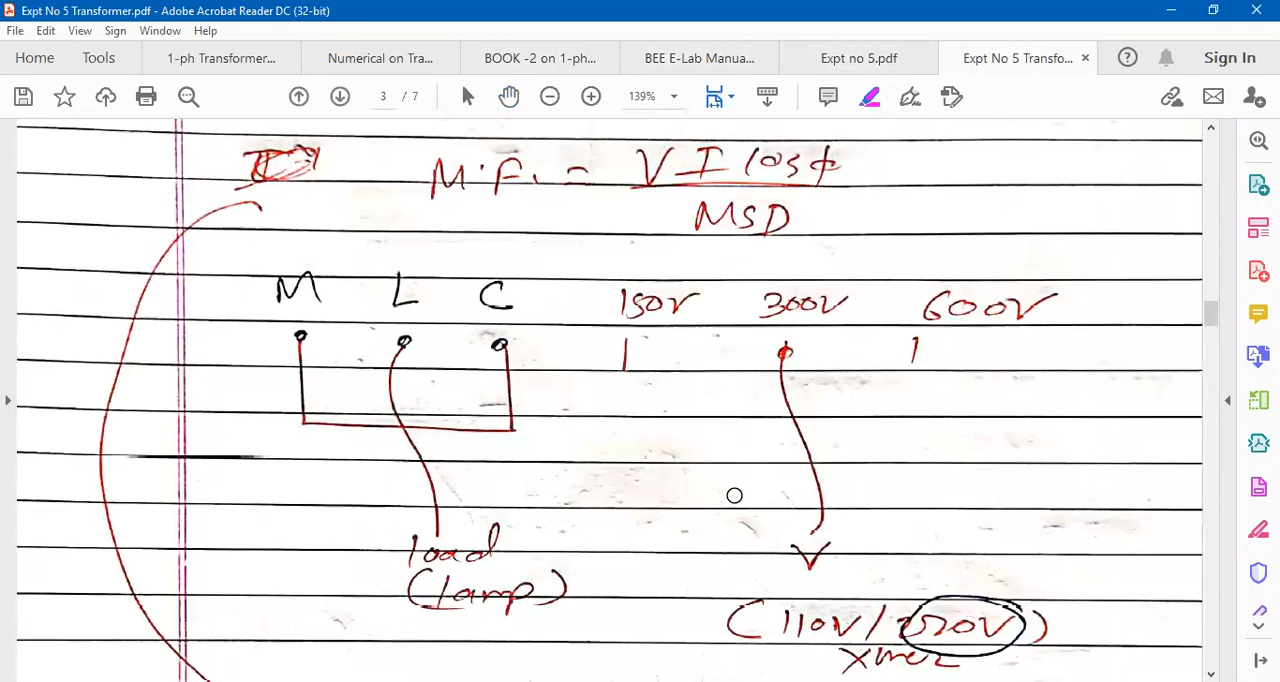 Expt No 5 Transformer.pdf - Adobe Acrobat Reader DC (32-bit)
File Edit View Sign Window Help
Home Tools 1-ph Transformer... Numerical on Tra... BOOK -2 on 1-ph... BEE E-Lab Manua... Expt no 5.pdf Expt No 5 Transfo... Sign In
3 / 7 139%
M.F. = VI cosϕ
MSD
M L C 150V 300V 600V
load
(lamp)
V
(110V/220V)
Xmer